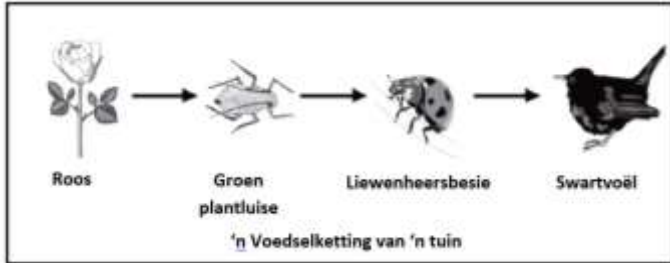 Roos
Groen
plantluise
Liewenheersbesie
Swartvoël
'n Voedselketting van 'n tuin